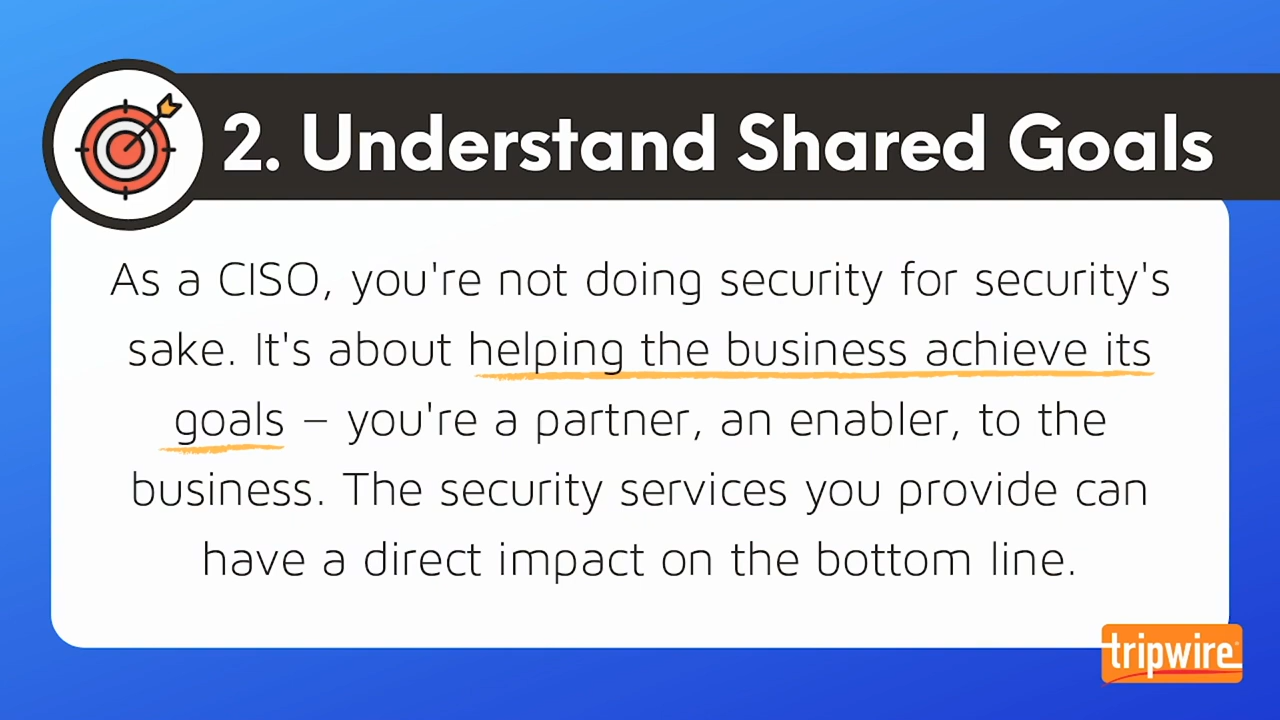 2. Understand Shared Goals
As a CISO, you're not doing security for security's
sake. It's about helping the business achieve its
goals – you're a partner, an enabler, to the
business. The security services you provide can
have a direct impact on the bottom line.
tripwire